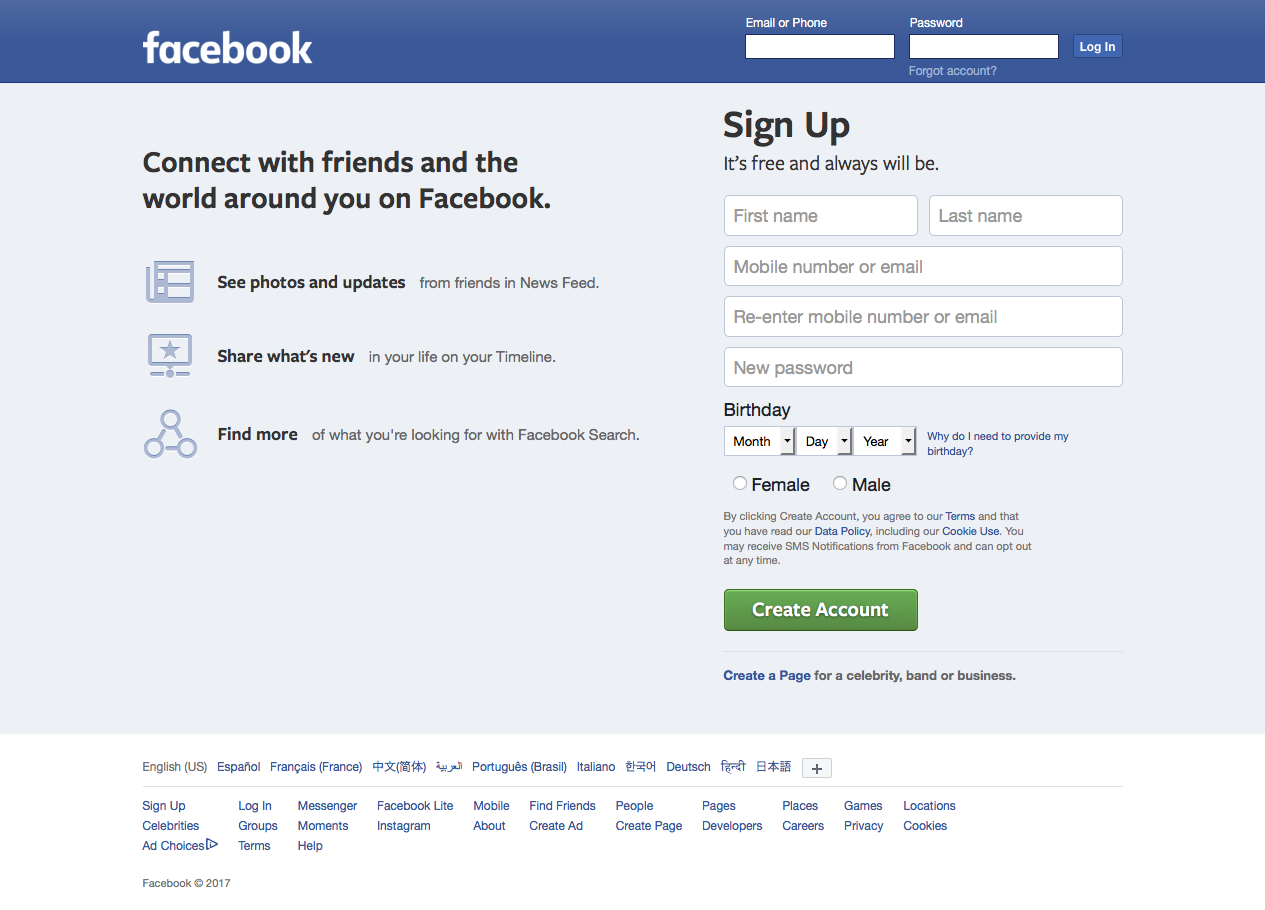 facebook
Email or Phone
Password
Log In
Forgot account?
Connect with friends and the
world around you on Facebook.
See photos and updates from friends in News Feed.
Share what's new in your life on your Timeline.
Find more of what you're looking for with Facebook Search.
Sign Up
It's free and always will be.
First name
Last name
Mobile number or email
Re-enter mobile number or email
New password
Birthday
Month Day Year
Why do I need to provide my
birthday?
Female Male
By clicking Create Account, you agree to our Terms and that
you have read our Data Policy, including our Cookie Use. You
may receive SMS Notifications from Facebook and can opt out
at any time.
Create Account
Create a Page for a celebrity, band or business.
English (US) Español Français (France) 中文(简体) العربية Português (Brasil) Italiano 한국어 Deutsch हिन्दी 日本語 +
Sign Up Log In Messenger Facebook Lite Mobile Find Friends People Pages Places Games Locations
Celebrities Groups Moments Instagram About Create Ad Create Page Developers Careers Privacy Cookies
Ad Choices Terms Help
Facebook © 2017